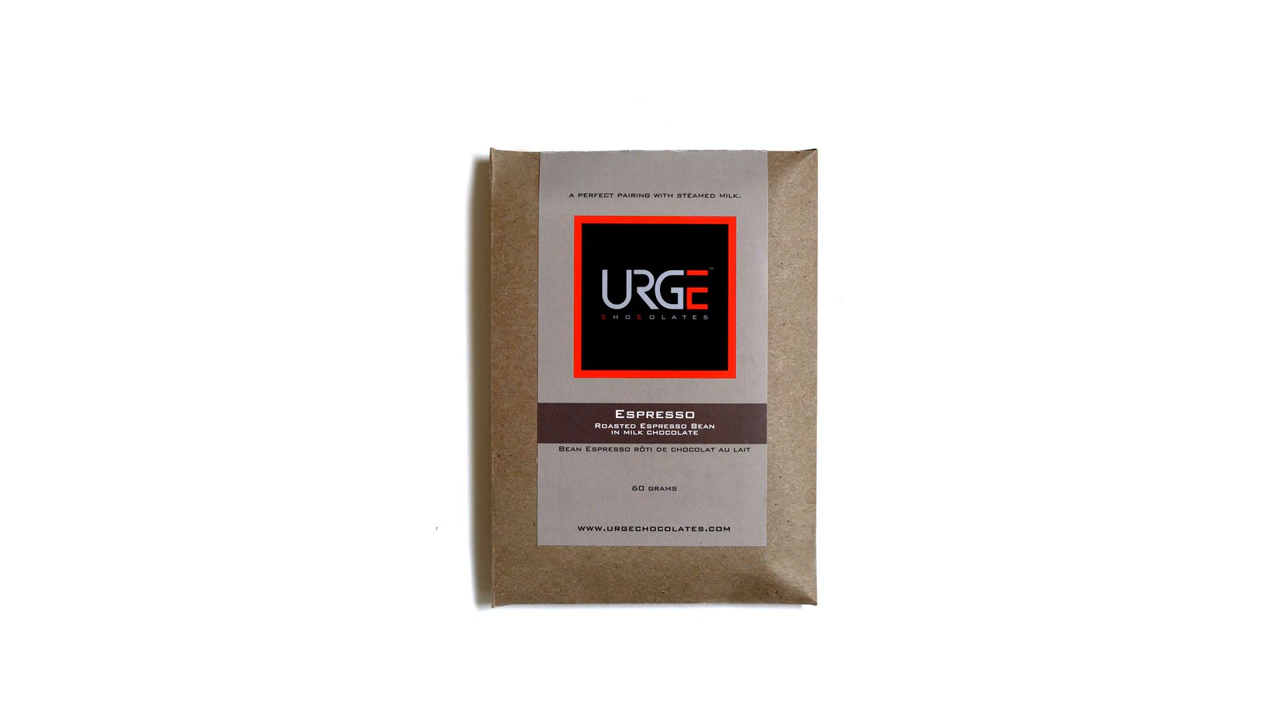 A PERFECT PAIRING WITH STEAMED MILK.
URGE™
CHOCOLATES
ESPRESSO
ROASTED ESPRESSO BEAN
IN MILK CHOCOLATE
BEAN ESPRESSO RÔTI DE CHOCOLAT AU LAIT
60 GRAMS
WWW.URGECHOCOLATES.COM